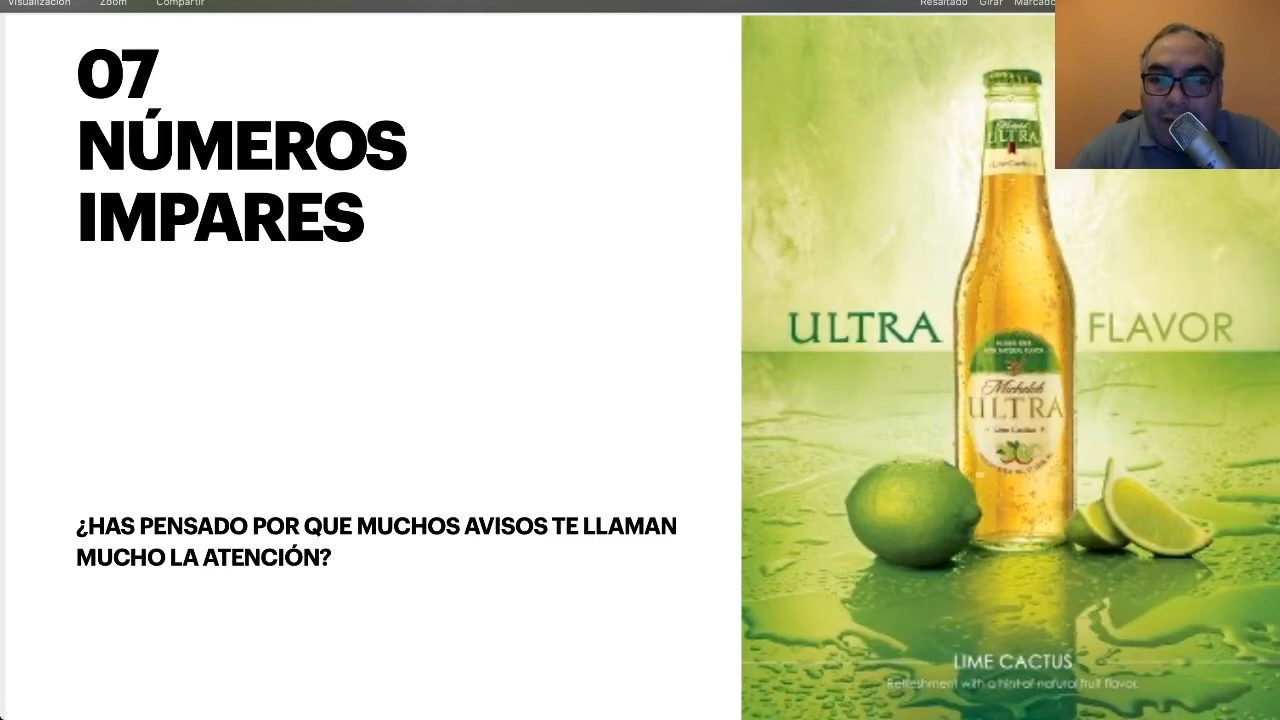 Visualización Zoom Compartir Resaltado Girar
07
NÚMEROS
IMPARES
¿HAS PENSADO POR QUE MUCHOS AVISOS TE LLAMAN
MUCHO LA ATENCIÓN?
ULTRA
ULTRA FLAVOR
Michelob
ULTRA
Lime Cactus
LIME CACTUS
Refreshment with a hint of natural fruit flavor.